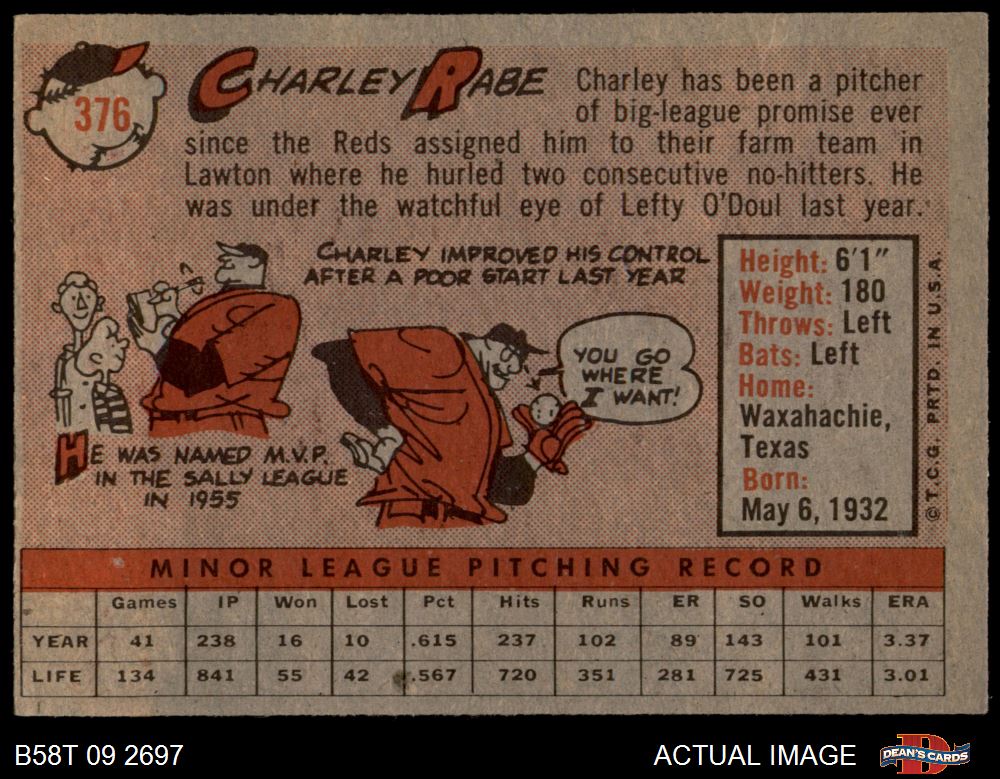 376
CHARLEY RABE
Charley has been a pitcher
of big-league promise ever
since the Reds assigned him to their farm team in
Lawton where he hurled two consecutive no-hitters. He
was under the watchful eye of Lefty O'Doul last year.
CHARLEY IMPROVED HIS CONTROL
AFTER A POOR START LAST YEAR
YOU GO
WHERE
I WANT!
HE WAS NAMED M.V.P.
IN THE SALLY LEAGUE
IN 1955
Height: 6'1"
Weight: 180
Throws: Left
Bats: Left
Home:
Waxahachie,
Texas
Born:
May 6, 1932
© T.C.G. PRTD. IN U.S.A.
MINOR LEAGUE PITCHING RECORD
Games IP Won Lost Pct Hits Runs ER SO Walks ERA
YEAR 41 238 16 10 .615 237 102 89 143 101 3.37
LIFE 134 841 55 42 .567 720 351 281 725 431 3.01
B58T 09 2697
ACTUAL IMAGE
DEAN'S CARDS